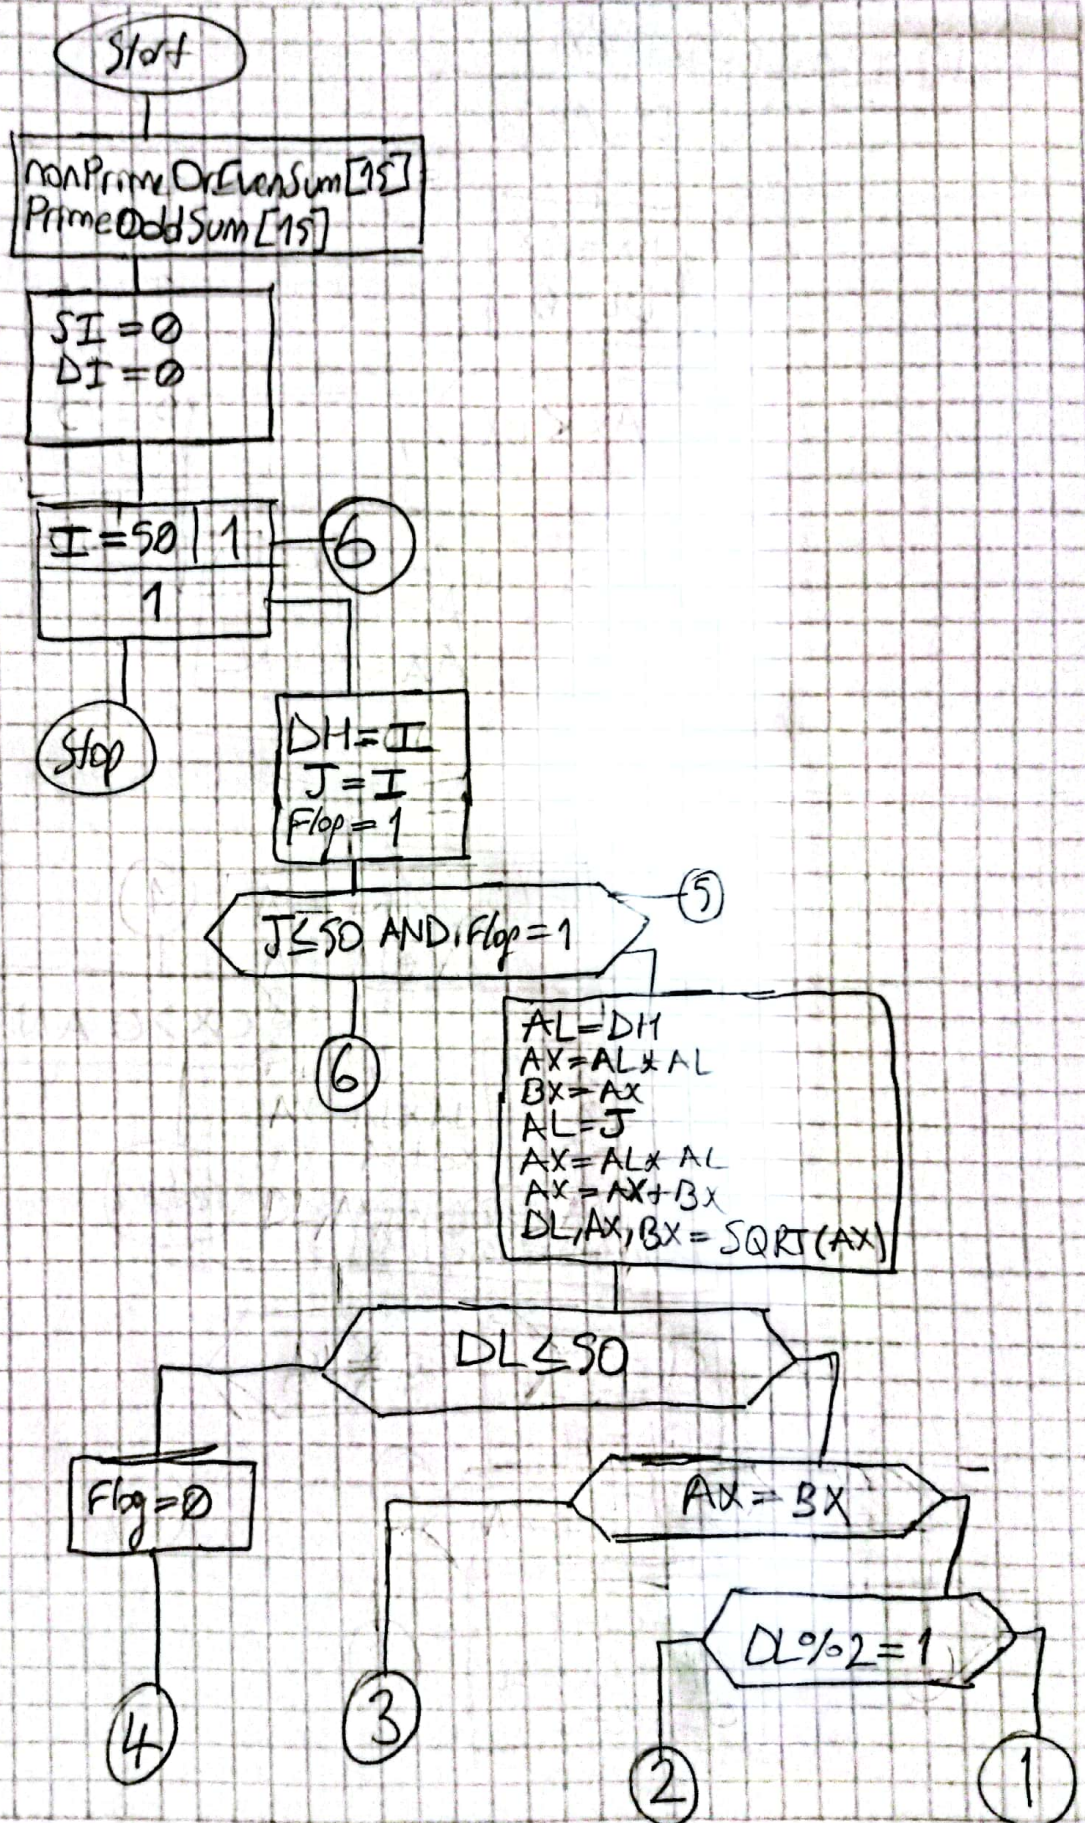 Start
nonPrimeOrEvenSum[15]
PrimeOddSum[15]
SI=0
DI=0
I=50 | 1
6
1
Stop
DH=I
J=I
Flag=1
5
J≤50 AND Flag=1
6
AL=DH
AX=AL*AL
BX=AX
AL=J
AX=AL*AL
AX=AX+BX
DL,AX,BX=SQRT(AX)
DL≤50
Flag=0
AX=BX
DL%2=1
4
3
2
1